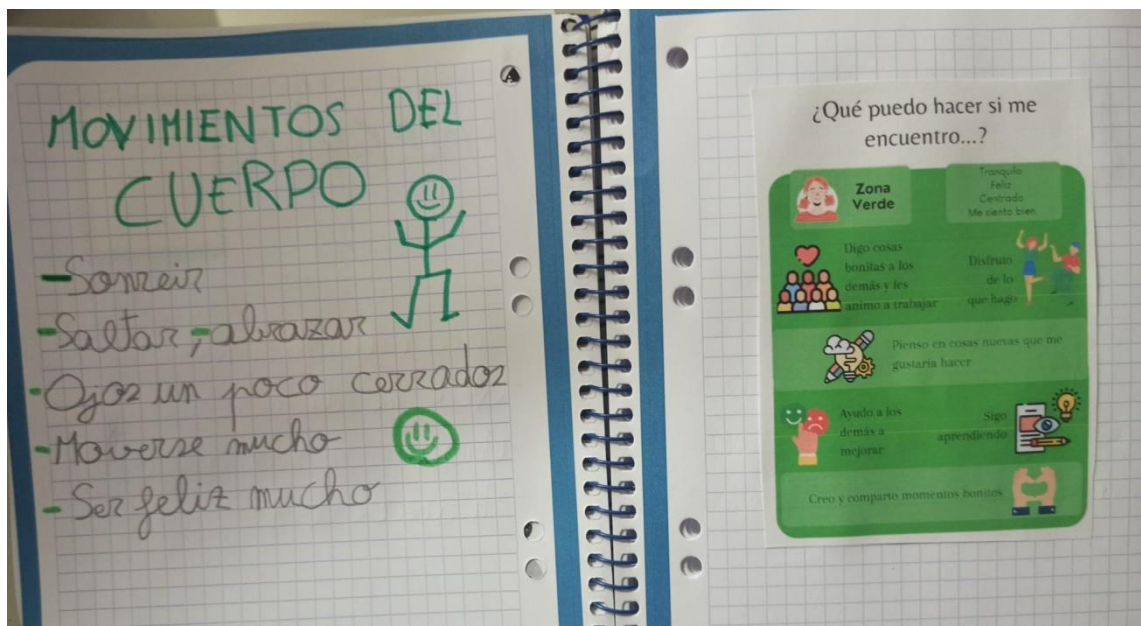 MOVIMIENTOS DEL
CUERPO
- Sonreir
- Saltar, - abrazar
- Ojos un poco cerrados
- Moverse mucho
- Ser feliz mucho
¿Qué puedo hacer si me
encuentro...?
Zona
Verde
Tranquilo
Feliz
Centrado
Me siento bien
Digo cosas
bonitas a los
demás y les
animo a trabajar
Disfruto
de lo
que hago
Pienso en cosas nuevas que me
gustaría hacer
Ayudo a los
demás a
mejorar
Sigo
aprendiendo
Creo y comparto momentos bonitos